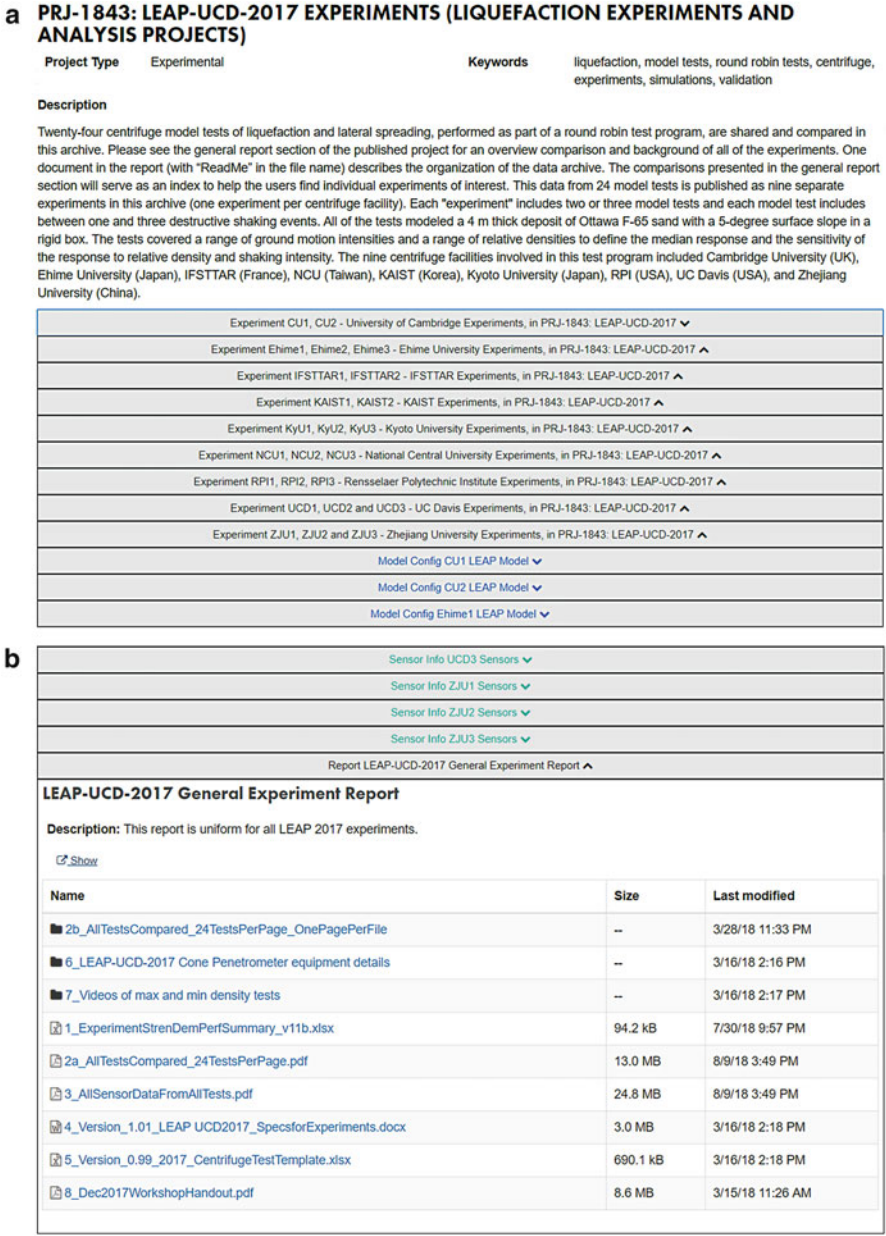 a PRJ-1843: LEAP-UCD-2017 EXPERIMENTS (LIQUEFACTION EXPERIMENTS AND
ANALYSIS PROJECTS)
Project Type Experimental Keywords liquefaction, model tests, round robin tests, centrifuge,
experiments, simulations, validation
Description
Twenty-four centrifuge model tests of liquefaction and lateral spreading, performed as part of a round robin test program, are shared and compared in
this archive. Please see the general report section of the published project for an overview comparison and background of all of the experiments. One
document in the report (with "ReadMe" in the file name) describes the organization of the data archive. The comparisons presented in the general report
section will serve as an index to help the users find individual experiments of interest. This data from 24 model tests is published as nine separate
experiments in this archive (one experiment per centrifuge facility). Each "experiment" includes two or three model tests and each model test includes
between one and three destructive shaking events. All of the tests modeled a 4 m thick deposit of Ottawa F-65 sand with a 5-degree surface slope in a
rigid box. The tests covered a range of ground motion intensities and a range of relative densities to define the median response and the sensitivity of
the response to relative density and shaking intensity. The nine centrifuge facilities involved in this test program included Cambridge University (UK),
Ehime University (Japan), IFSTTAR (France), NCU (Taiwan), KAIST (Korea), Kyoto University (Japan), RPI (USA), UC Davis (USA), and Zhejiang
University (China).
Experiment CU1, CU2 - University of Cambridge Experiments, in PRJ-1843: LEAP-UCD-2017
Experiment Ehime1, Ehime2, Ehime3 - Ehime University Experiments, in PRJ-1843: LEAP-UCD-2017
Experiment IFSTTAR1, IFSTTAR2 - IFSTTAR Experiments, in PRJ-1843: LEAP-UCD-2017
Experiment KAIST1, KAIST2 - KAIST Experiments, in PRJ-1843: LEAP-UCD-2017
Experiment KyU1, KyU2, KyU3 - Kyoto University Experiments, in PRJ-1843: LEAP-UCD-2017
Experiment NCU1, NCU2, NCU3 - National Central University Experiments, in PRJ-1843: LEAP-UCD-2017
Experiment RPI1, RPI2, RPI3 - Rensselaer Polytechnic Institute Experiments, in PRJ-1843: LEAP-UCD-2017
Experiment UCD1, UCD2 and UCD3 - UC Davis Experiments, in PRJ-1843: LEAP-UCD-2017
Experiment ZJU1, ZJU2 and ZJU3 - Zhejiang University Experiments, in PRJ-1843: LEAP-UCD-2017
Model Config CU1 LEAP Model
Model Config CU2 LEAP Model
Model Config Ehime1 LEAP Model
b
Sensor Info UCD3 Sensors
Sensor Info ZJU1 Sensors
Sensor Info ZJU2 Sensors
Sensor Info ZJU3 Sensors
Report LEAP-UCD-2017 General Experiment Report
LEAP-UCD-2017 General Experiment Report
Description: This report is uniform for all LEAP 2017 experiments.
Show
Name Size Last modified
2b_AllTestsCompared_24TestsPerPage_OnePagePerFile -- 3/28/18 11:33 PM
6_LEAP-UCD-2017 Cone Penetrometer equipment details -- 3/16/18 2:16 PM
7_Videos of max and min density tests -- 3/16/18 2:17 PM
1_ExperimentStrenDemPerfSummary_v11b.xlsx 94.2 kB 7/30/18 9:57 PM
2a_AllTestsCompared_24TestsPerPage.pdf 13.0 MB 8/9/18 3:49 PM
3_AllSensorDataFromAllTests.pdf 24.8 MB 8/9/18 3:49 PM
4_Version_1.01_LEAP UCD2017_SpecsforExperiments.docx 3.0 MB 3/16/18 2:18 PM
5_Version_0.99_2017_CentrifugeTestTemplate.xlsx 690.1 kB 3/16/18 2:18 PM
8_Dec2017WorkshopHandout.pdf 8.6 MB 3/15/18 11:26 AM